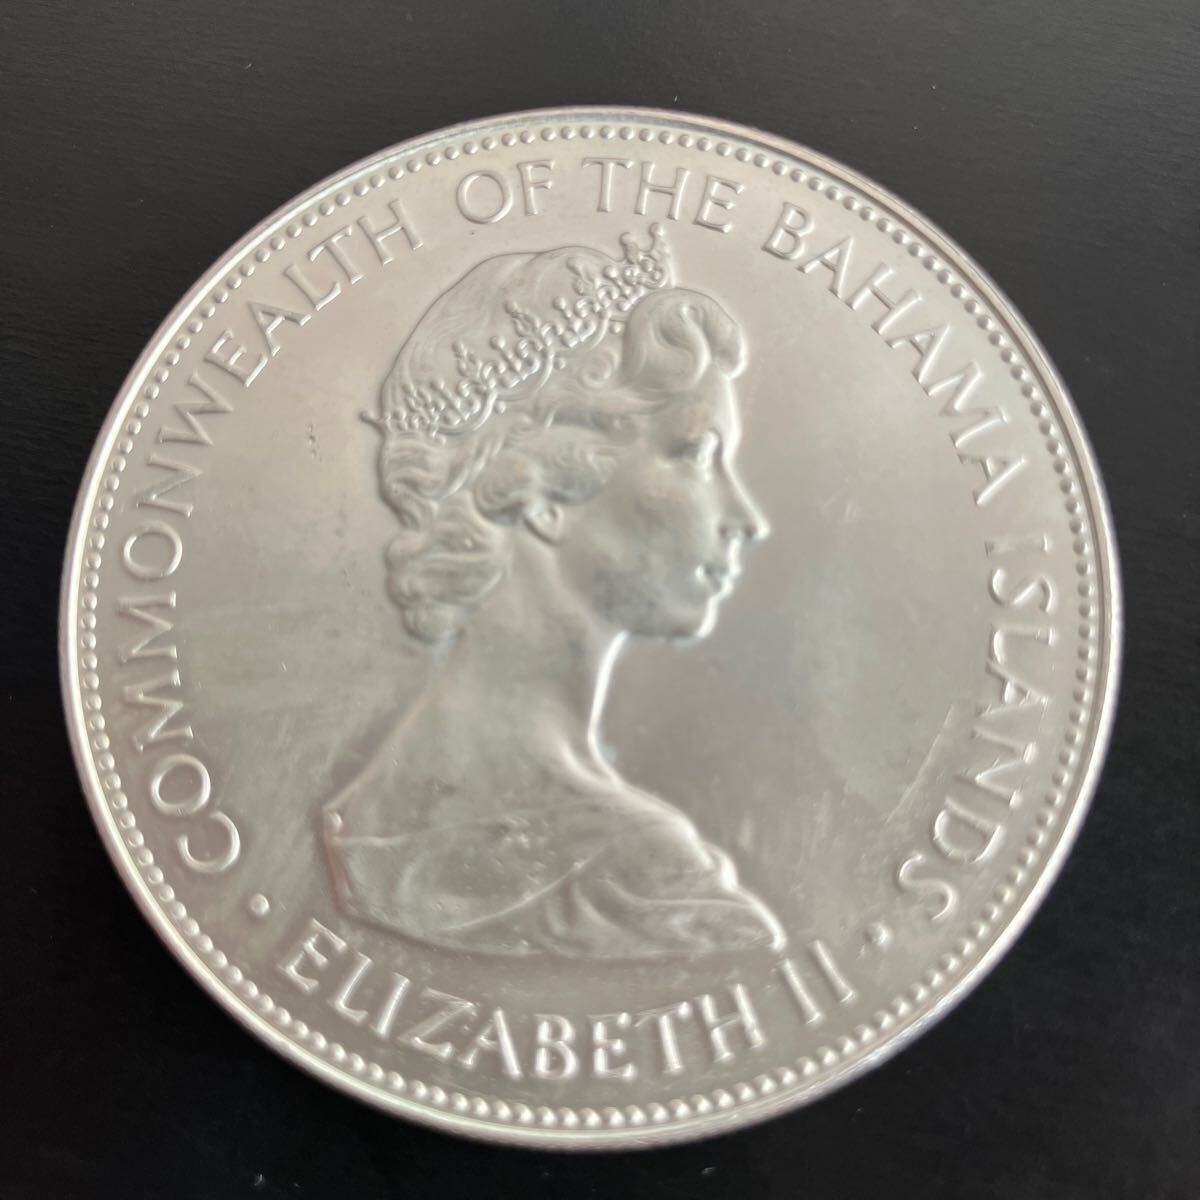 COMMONWEALTH OF THE BAHAMA ISLANDS
· ELIZABETH II ·